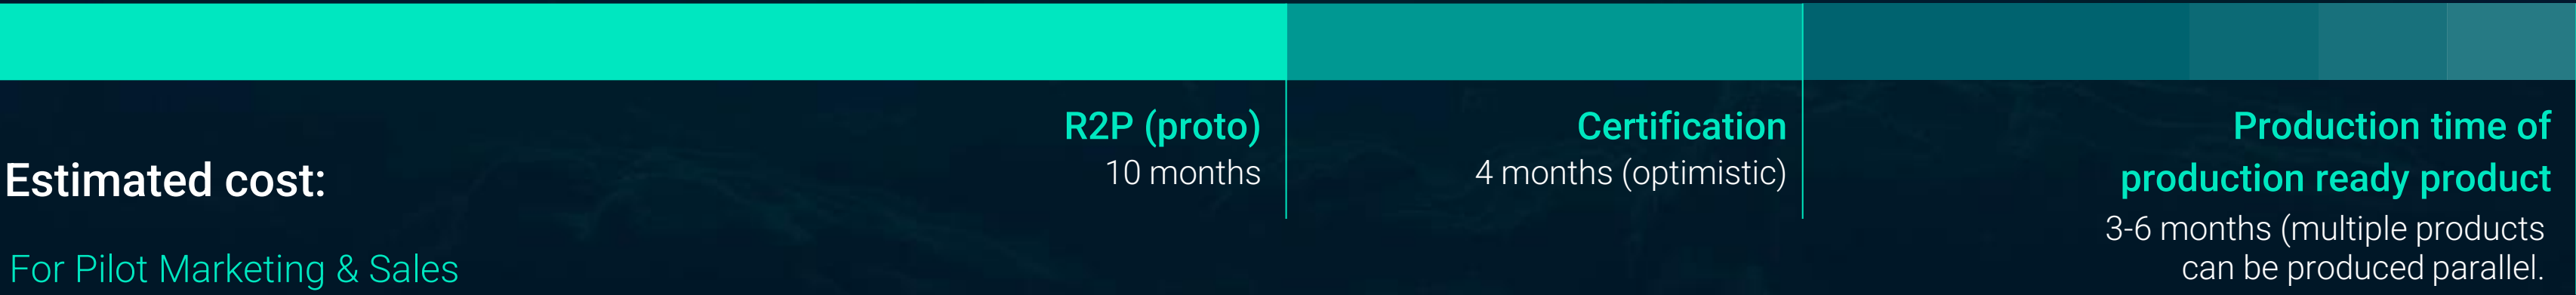 R2P (proto)
10 months
Certification
4 months (optimistic)
Production time of
production ready product
3-6 months (multiple products
can be produced parallel.
Estimated cost:
For Pilot Marketing & Sales